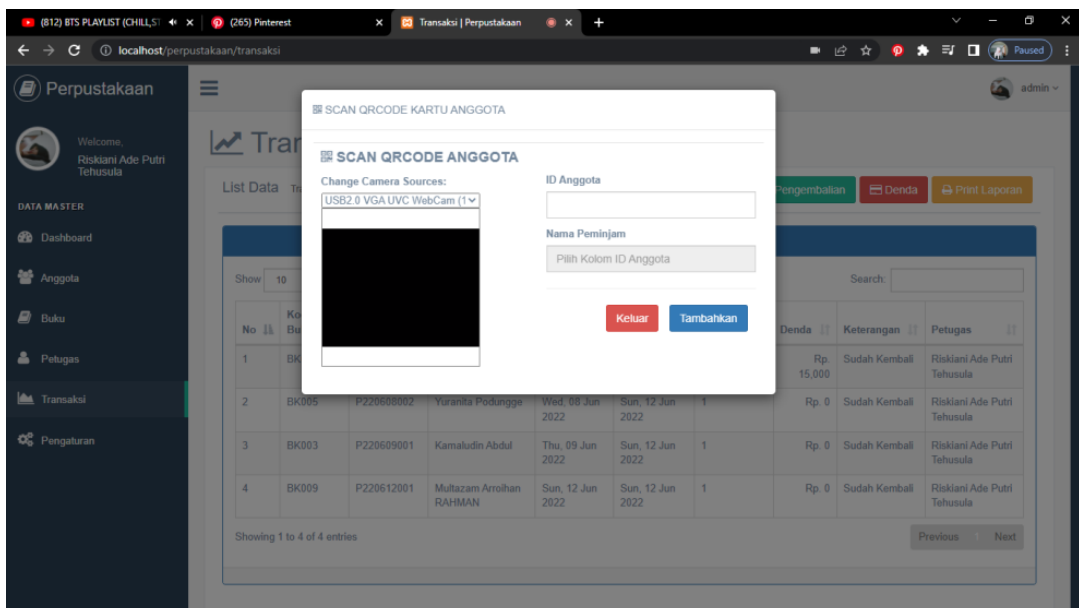 (812) BTS PLAYLIST (CHILL,ST
(265) Pinterest
Transaksi | Perpustakaan
localhost/perpustakaan/transaksi
Paused
Perpustakaan
admin
Welcome,
Riskiani Ade Putri
Tehusula
DATA MASTER
Dashboard
Anggota
Buku
Petugas
Transaksi
Pengaturan
Tran
List Data
Pengembalian
Denda
Print Laporan
SCAN QRCODE KARTU ANGGOTA
SCAN QRCODE ANGGOTA
Change Camera Sources:
USB2.0 VGA UVC WebCam (1
ID Anggota
Nama Peminjam
Pilih Kolom ID Anggota
Keluar
Tambahkan
Show 10
Search:
No
Ko
Bu
Denda
Keterangan
Petugas
1 BK Rp. 15,000 Sudah Kembali Riskiani Ade Putri Tehusula
2 BK005 P220608002 Yuranita Podungge Wed, 08 Jun 2022 Sun, 12 Jun 2022 1 Rp. 0 Sudah Kembali Riskiani Ade Putri Tehusula
3 BK003 P220609001 Kamaludin Abdul Thu, 09 Jun 2022 Sun, 12 Jun 2022 1 Rp. 0 Sudah Kembali Riskiani Ade Putri Tehusula
4 BK009 P220612001 Multazam Arroihan RAHMAN Sun, 12 Jun 2022 Sun, 12 Jun 2022 1 Rp. 0 Sudah Kembali Riskiani Ade Putri Tehusula
Showing 1 to 4 of 4 entries
Previous 1 Next